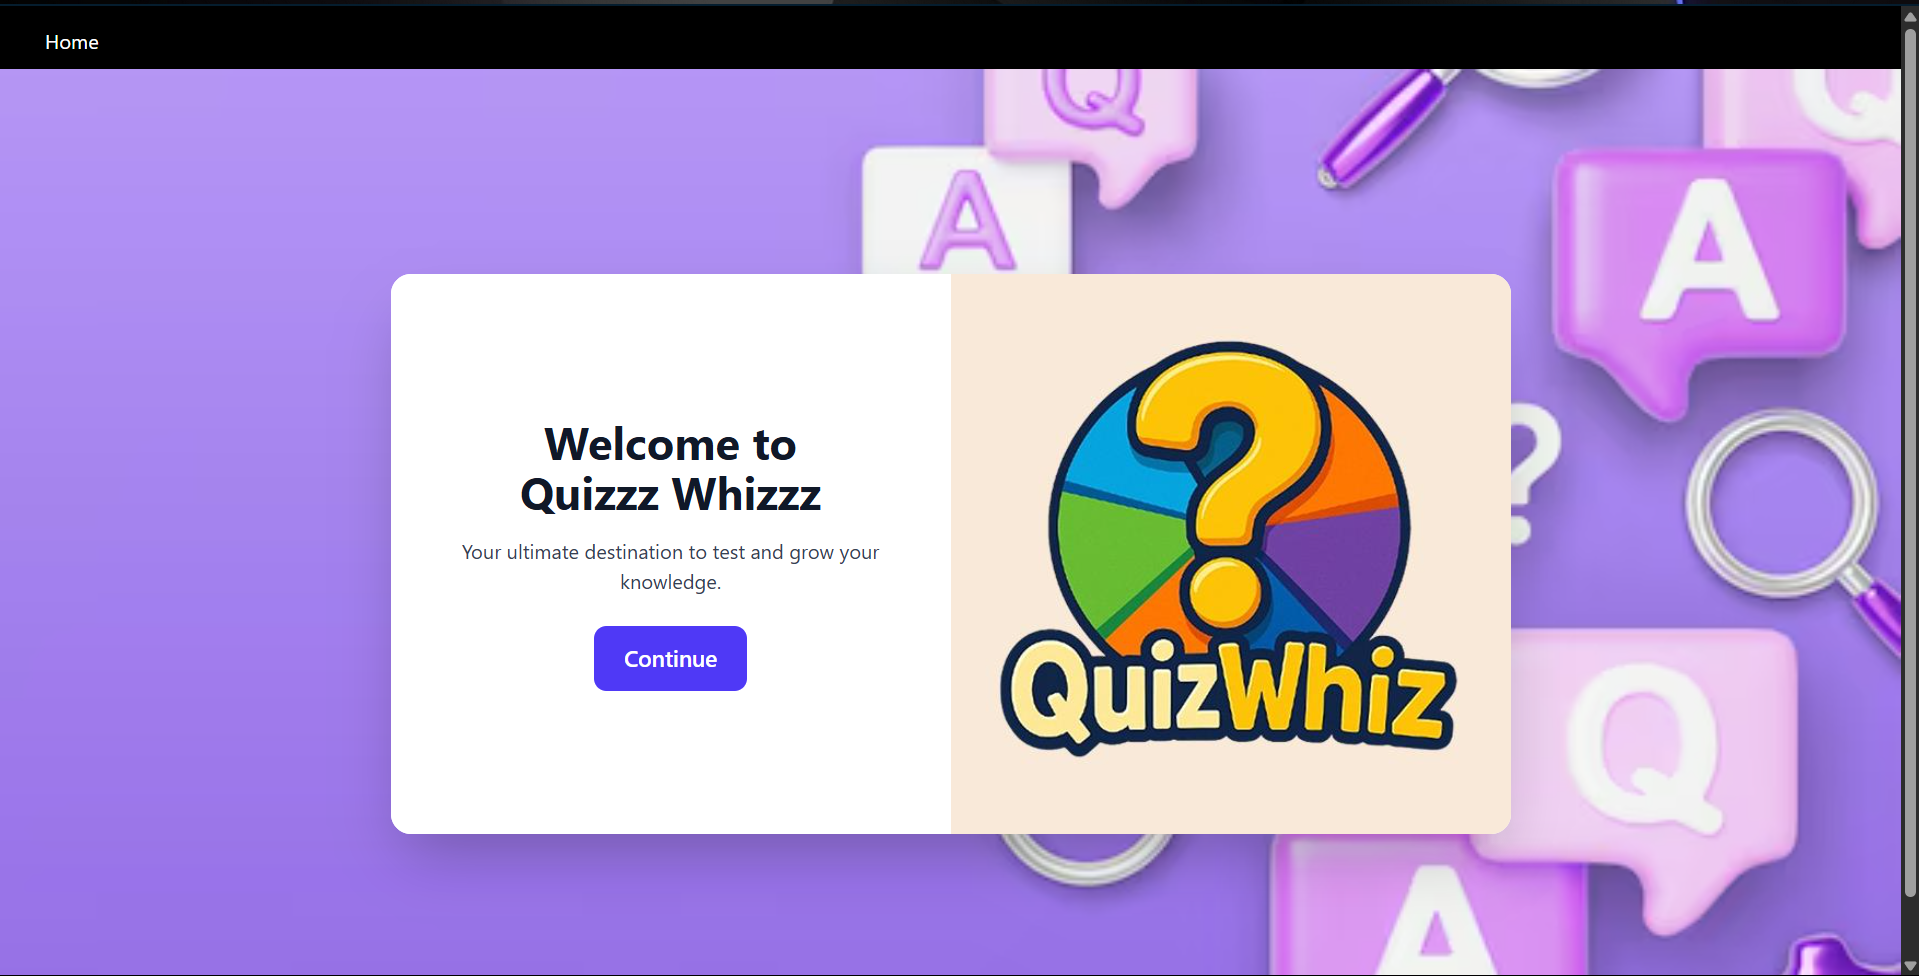 Home
Q
Q
A
A
Welcome to
Quizzz Whizzz
Your ultimate destination to test and grow your
knowledge.
Continue
?
QuizWhiz
?
Q
A